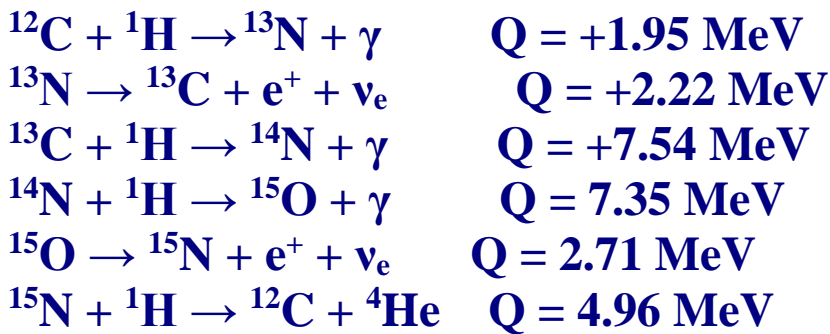 ¹²C + ¹H → ¹³N + γ Q = +1.95 MeV
¹³N → ¹³C + e⁺ + νₑ Q = +2.22 MeV
¹³C + ¹H → ¹⁴N + γ Q = +7.54 MeV
¹⁴N + ¹H → ¹⁵O + γ Q = 7.35 MeV
¹⁵O → ¹⁵N + e⁺ + νₑ Q = 2.71 MeV
¹⁵N + ¹H → ¹²C + ⁴He Q = 4.96 MeV